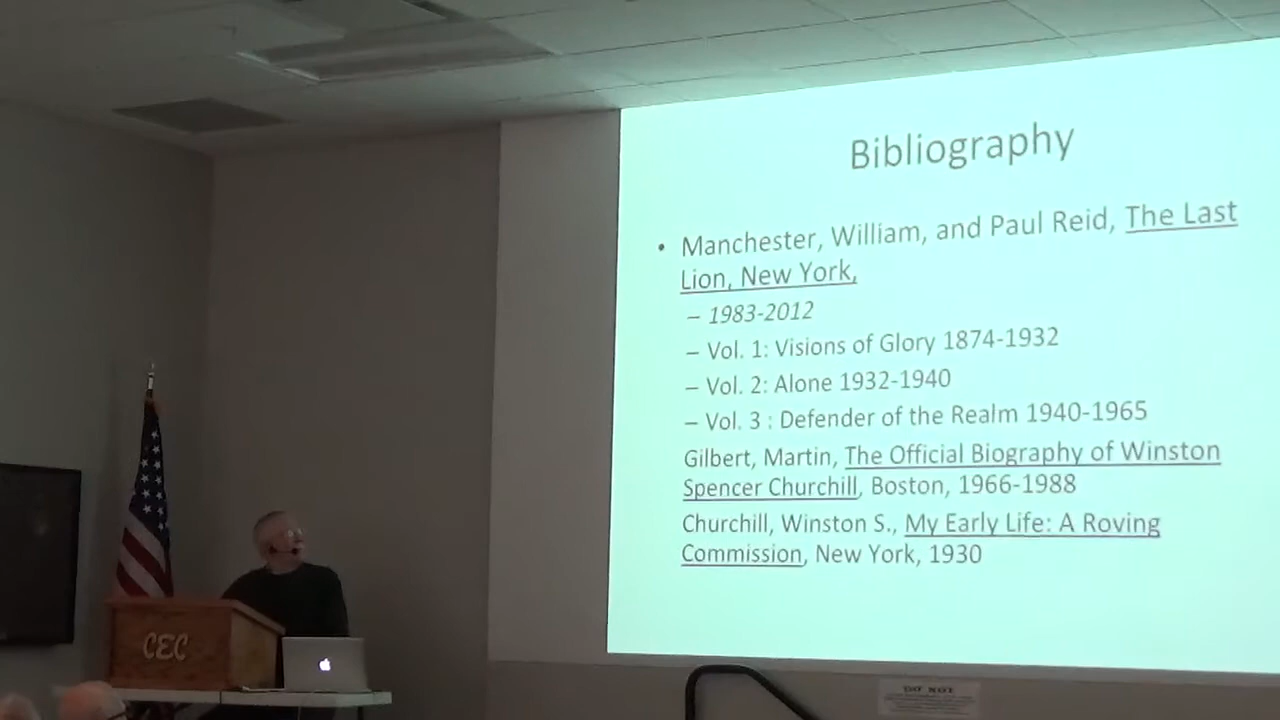 Bibliography
• Manchester, William, and Paul Reid, The Last
Lion, New York,
– 1983-2012
– Vol. 1: Visions of Glory 1874-1932
– Vol. 2: Alone 1932-1940
– Vol. 3 : Defender of the Realm 1940-1965
Gilbert, Martin, The Official Biography of Winston
Spencer Churchill, Boston, 1966-1988
Churchill, Winston S., My Early Life: A Roving
Commission, New York, 1930
CEC
DO NOT